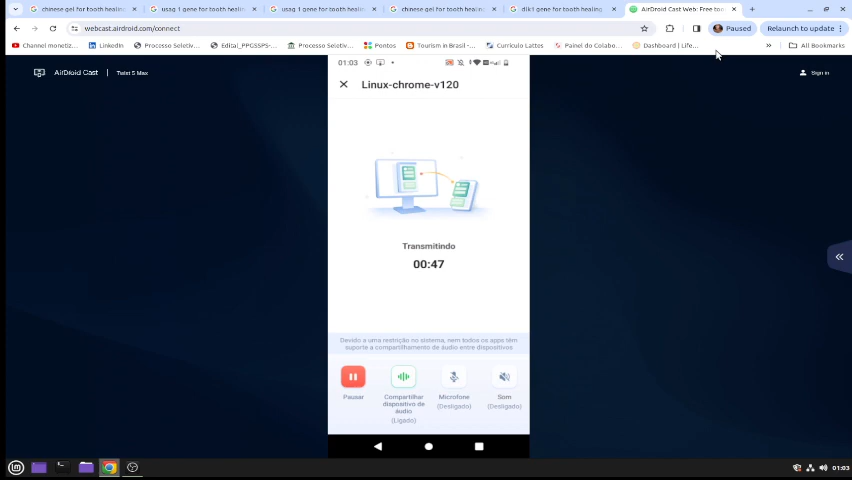 chinese gel for tooth healin
usag 1 gene for tooth healin
usag 1 gene for tooth healin
chinese gel for tooth healin
dlk1 gene for tooth healing
AirDroid Cast Web: Free too
webcast.airdroid.com/connect
Paused
Relaunch to update
Channel monetiz...
LinkedIn
Processo Seletiv...
Edital_PPGSSPS-...
Processo Seletiv...
Pontos
Tourism in Brasil -...
Currículo Lattes
Painel do Colabo...
Dashboard | Life...
»
All Bookmarks
AirDroid Cast
Sign in
01:03
Linux-chrome-v120
Transmitindo
00:47
Devido a uma restrição no sistema, nem todos os apps têm
suporte a compartilhamento de áudio entre dispositivos
Pausar
Compartilhar
dispositivo de
áudio
(Ligado)
Microfone
(Desligado)
Som
(Desligado)
01:03